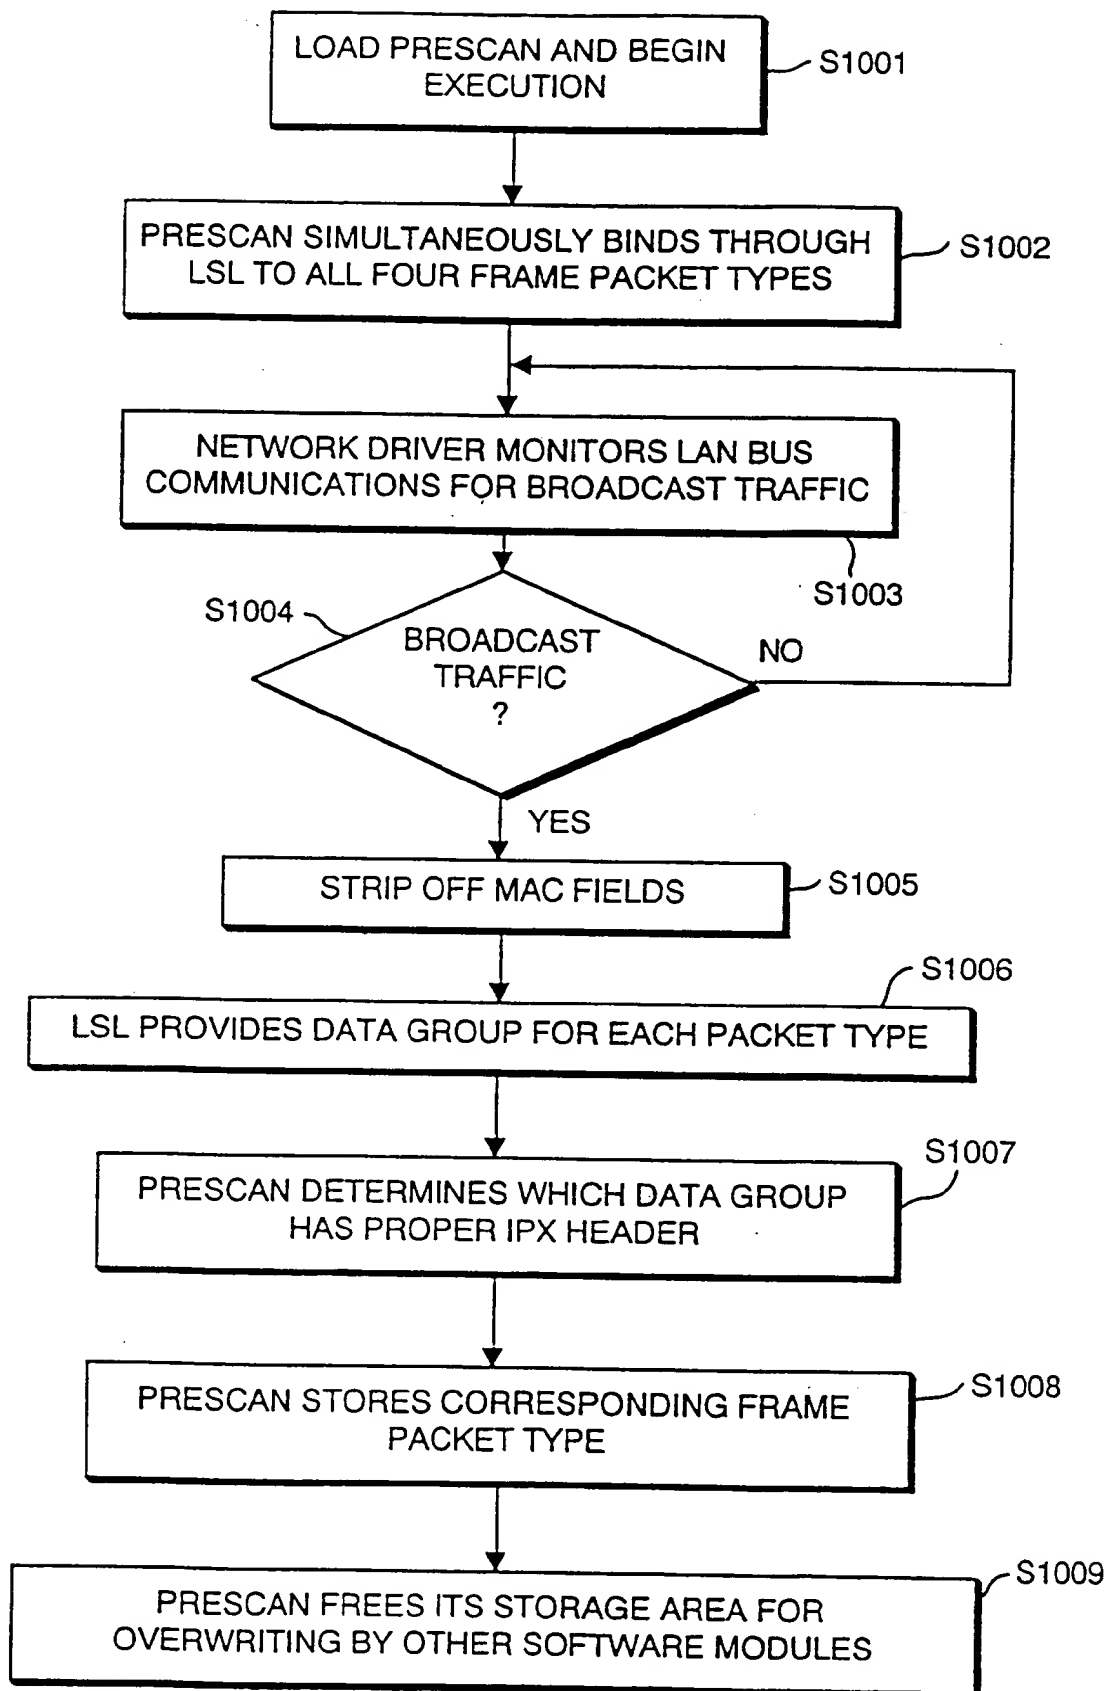 LOAD PRESCAN AND BEGIN
EXECUTION
S1001
PRESCAN SIMULTANEOUSLY BINDS THROUGH
LSL TO ALL FOUR FRAME PACKET TYPES
S1002
NETWORK DRIVER MONITORS LAN BUS
COMMUNICATIONS FOR BROADCAST TRAFFIC
S1003
S1004
BROADCAST
TRAFFIC
?
NO
YES
STRIP OFF MAC FIELDS
S1005
S1006
LSL PROVIDES DATA GROUP FOR EACH PACKET TYPE
S1007
PRESCAN DETERMINES WHICH DATA GROUP
HAS PROPER IPX HEADER
PRESCAN STORES CORRESPONDING FRAME
PACKET TYPE
S1008
S1009
PRESCAN FREES ITS STORAGE AREA FOR
OVERWRITING BY OTHER SOFTWARE MODULES